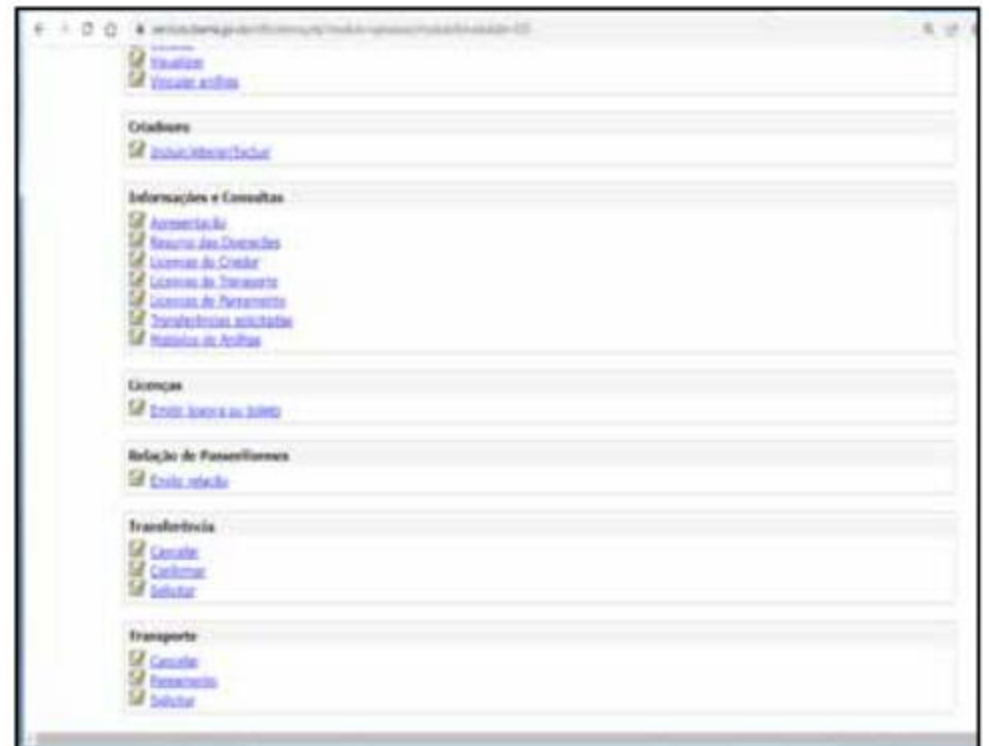 Visualizar
Vincular anilhas
Criadouro
Incluir/Alterar/Excluir
Informações e Consultas
Apresentação
Resumo das Operações
Licenças do Criador
Licenças de Transporte
Licenças de Pareamento
Transferências solicitadas
Histórico de Anilhas
Licenças
Emitir licença ou boleto
Relação de Passeriformes
Emitir relação
Transferência
Cancelar
Confirmar
Solicitar
Transporte
Cancelar
Pareamento
Solicitar